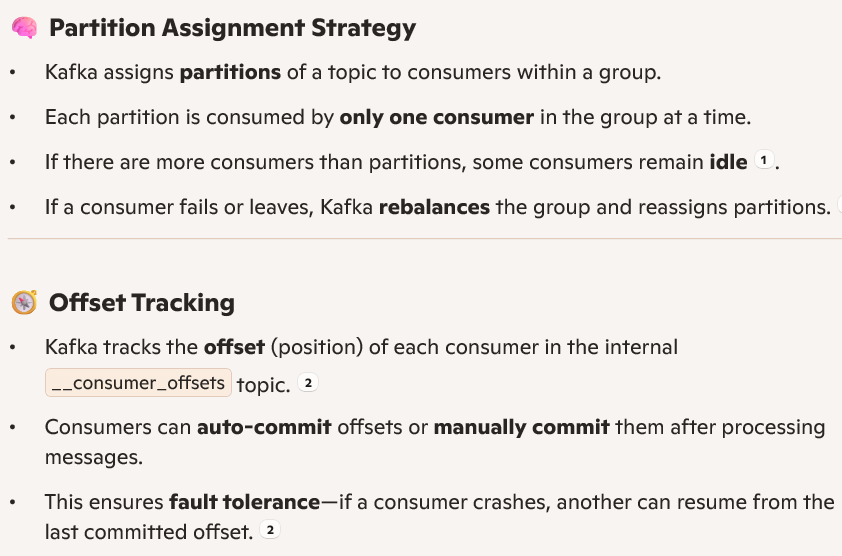 🧠 Partition Assignment Strategy
• Kafka assigns partitions of a topic to consumers within a group.
• Each partition is consumed by only one consumer in the group at a time.
• If there are more consumers than partitions, some consumers remain idle 1.
• If a consumer fails or leaves, Kafka rebalances the group and reassigns partitions.
🧭 Offset Tracking
• Kafka tracks the offset (position) of each consumer in the internal
__consumer_offsets topic. 2
• Consumers can auto-commit offsets or manually commit them after processing
messages.
• This ensures fault tolerance—if a consumer crashes, another can resume from the
last committed offset. 2